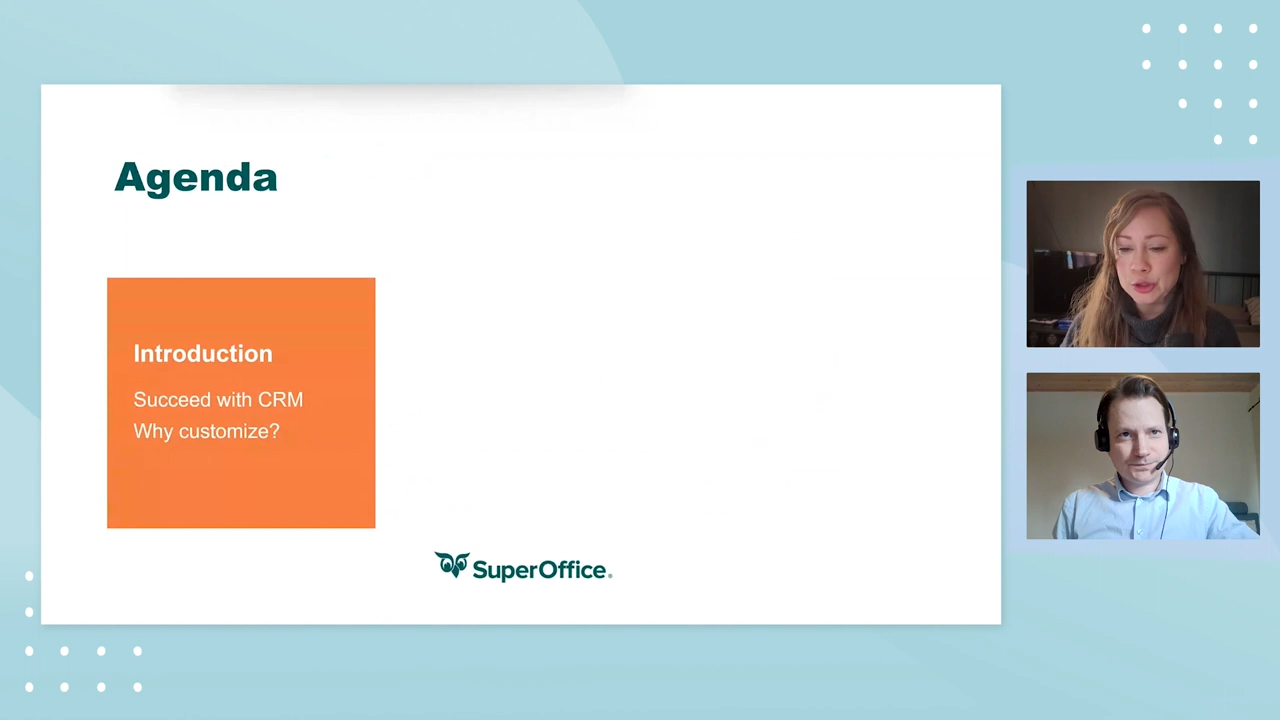 Agenda
Introduction
Succeed with CRM
Why customize?
SuperOffice®